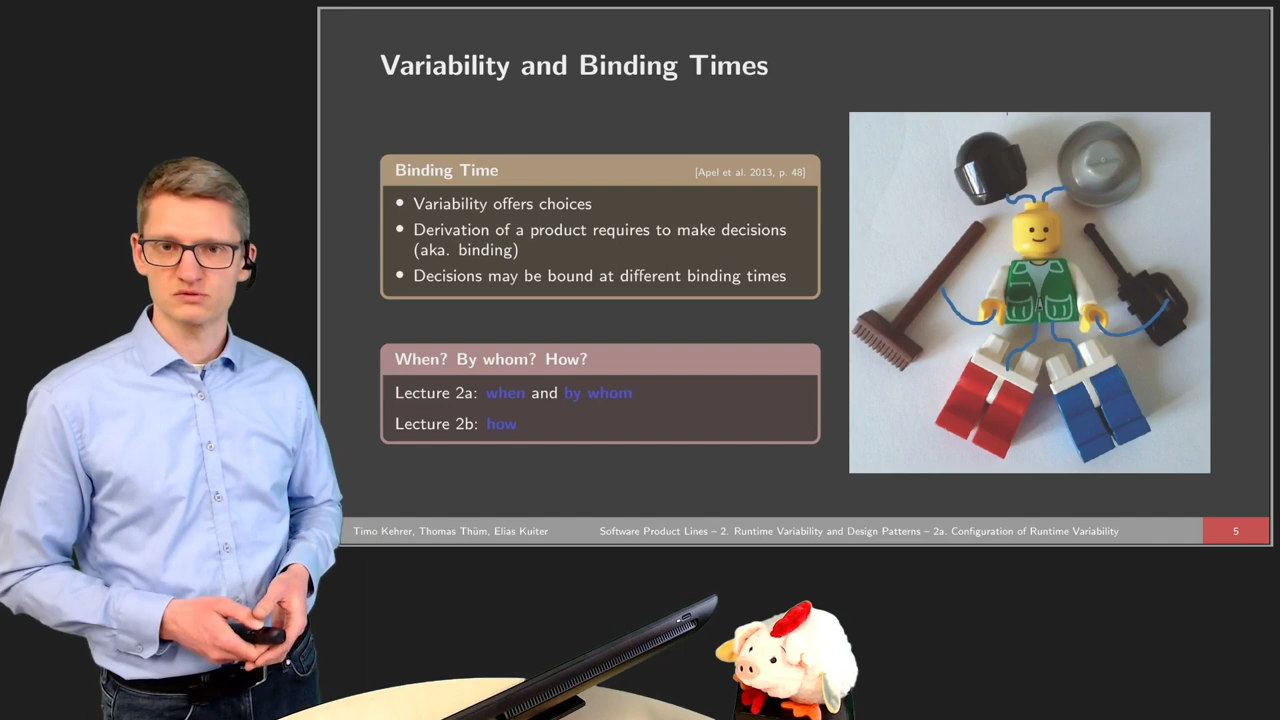 Variability and Binding Times
Binding Time
[Apel et al. 2013, p. 48]
• Variability offers choices
• Derivation of a product requires to make decisions
(aka. binding)
• Decisions may be bound at different binding times
When? By whom? How?
Lecture 2a: when and by whom
Lecture 2b: how
Timo Kehrer, Thomas Thüm, Elias Kuiter
Software Product Lines – 2. Runtime Variability and Design Patterns – 2a. Configuration of Runtime Variability
5